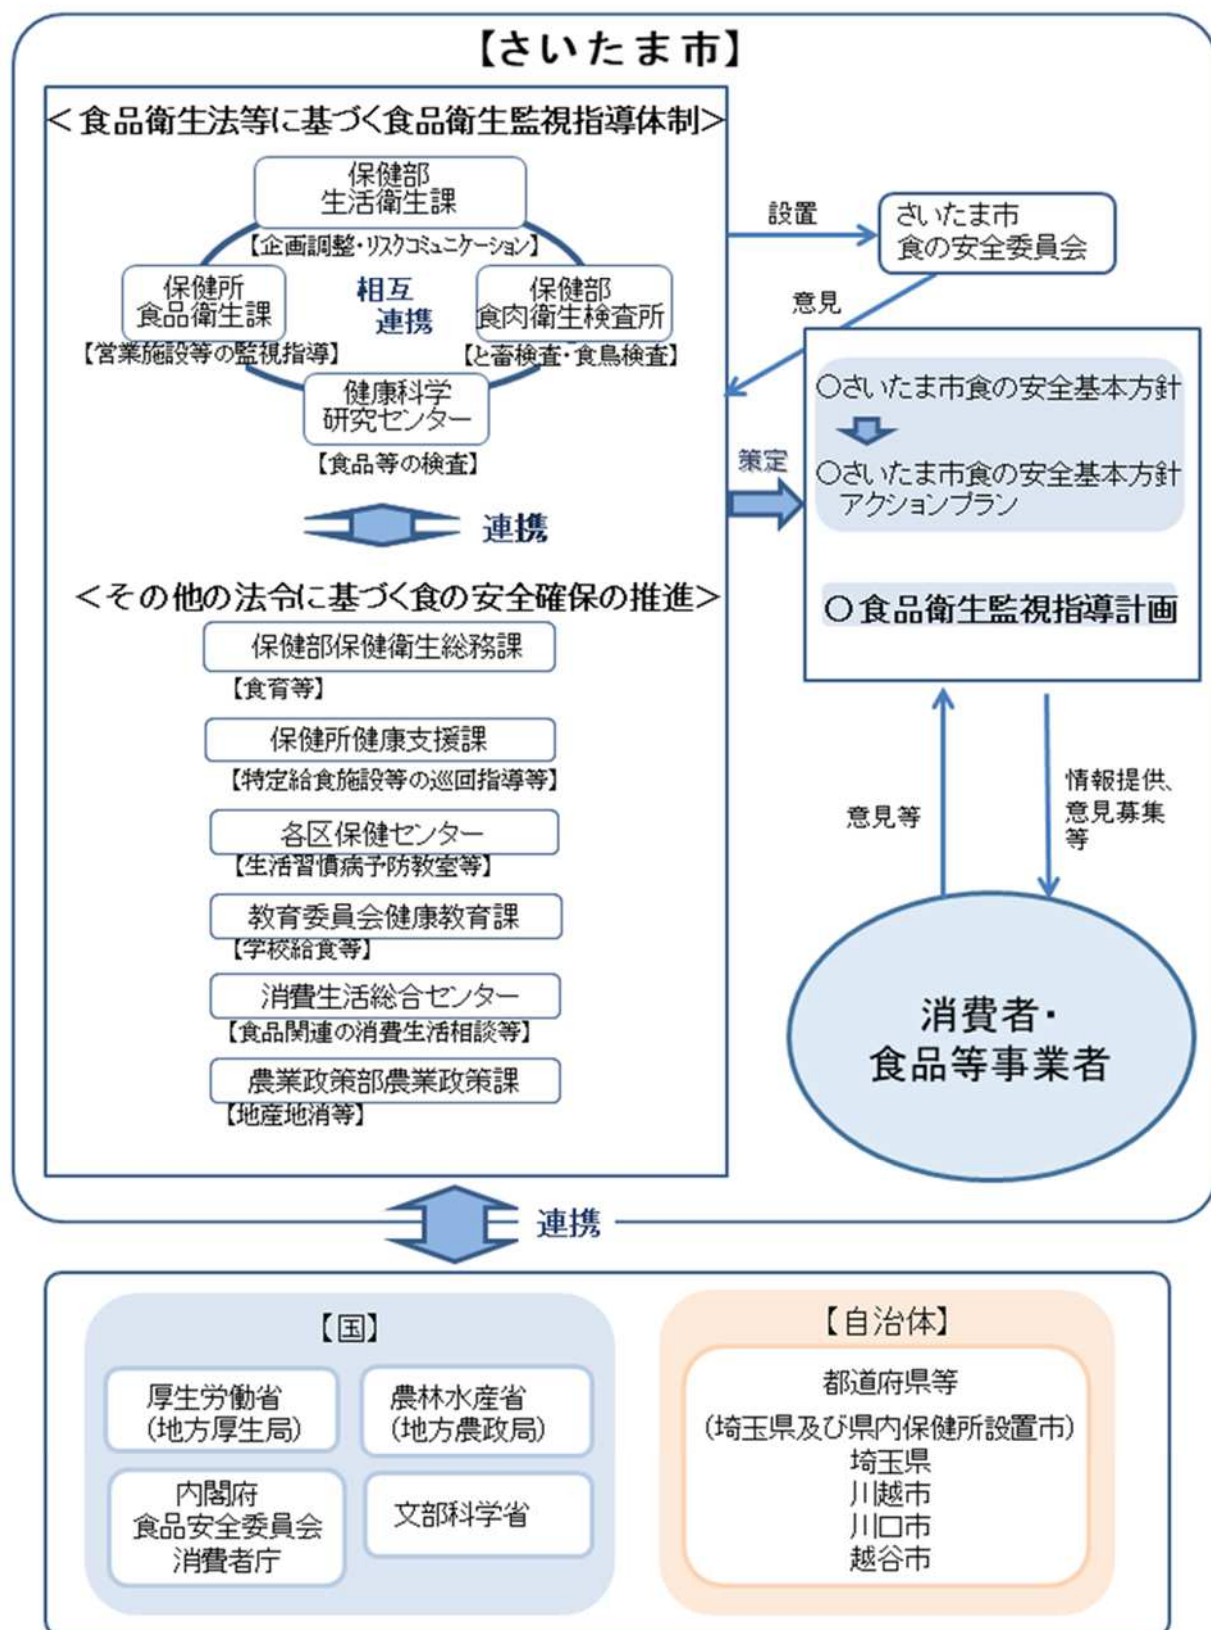 【さいたま市】
＜食品衛生法等に基づく食品衛生監視指導体制＞
保健部
生活衛生課
【企画調整・リスクコミュニケーション】
保健所
食品衛生課
【営業施設等の監視指導】
相互
連携
保健部
食肉衛生検査所
【と畜検査・食鳥検査】
健康科学
研究センター
【食品等の検査】
連携
＜その他の法令に基づく食の安全確保の推進＞
保健部保健衛生総務課
【食育等】
保健所健康支援課
【特定給食施設等の巡回指導等】
各区保健センター
【生活習慣病予防教室等】
教育委員会健康教育課
【学校給食等】
消費生活総合センター
【食品関連の消費生活相談等】
農業政策部農業政策課
【地産地消等】
設置
さいたま市
食の安全委員会
意見
策定
○さいたま市食の安全基本方針
○さいたま市食の安全基本方針
アクションプラン
○食品衛生監視指導計画
意見等
情報提供、
意見募集
等
消費者・
食品等事業者
連携
【国】
厚生労働省
(地方厚生局)
農林水産省
(地方農政局)
内閣府
食品安全委員会
消費者庁
文部科学省
【自治体】
都道府県等
(埼玉県及び県内保健所設置市)
埼玉県
川越市
川口市
越谷市